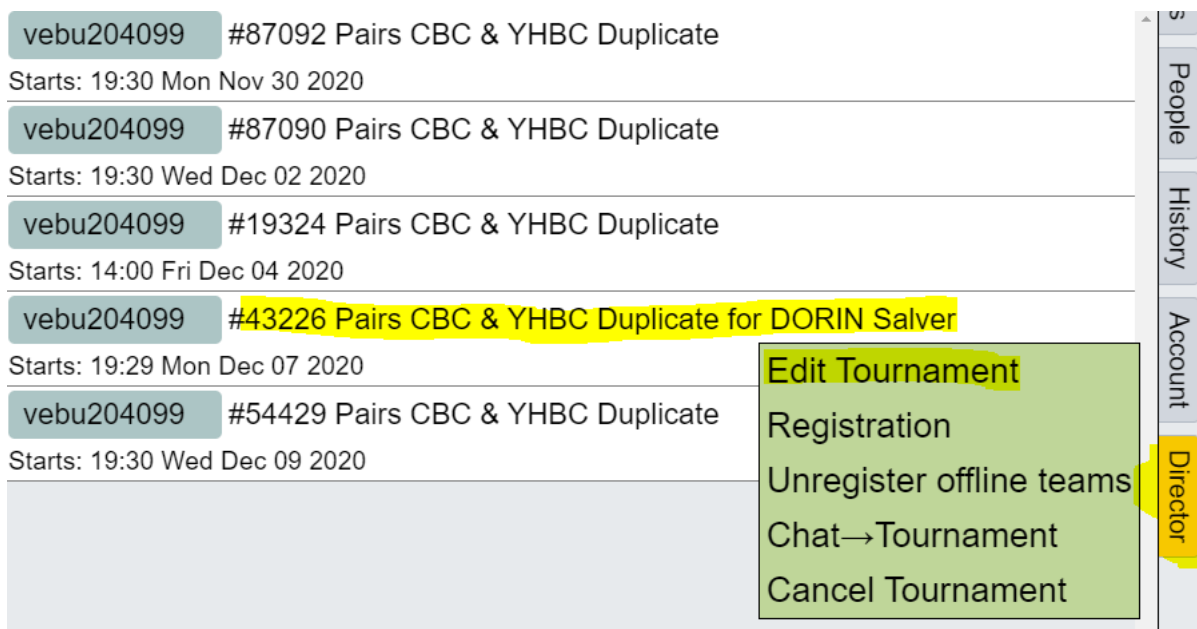 vebu204099 #87092 Pairs CBC & YHBC Duplicate
Starts: 19:30 Mon Nov 30 2020
vebu204099 #87090 Pairs CBC & YHBC Duplicate
Starts: 19:30 Wed Dec 02 2020
vebu204099 #19324 Pairs CBC & YHBC Duplicate
Starts: 14:00 Fri Dec 04 2020
vebu204099 #43226 Pairs CBC & YHBC Duplicate for DORIN Salver
Starts: 19:29 Mon Dec 07 2020
vebu204099 #54429 Pairs CBC & YHBC Duplicate
Starts: 19:30 Wed Dec 09 2020
Edit Tournament
Registration
Unregister offline teams
Chat→Tournament
Cancel Tournament
People
History
Account
Director